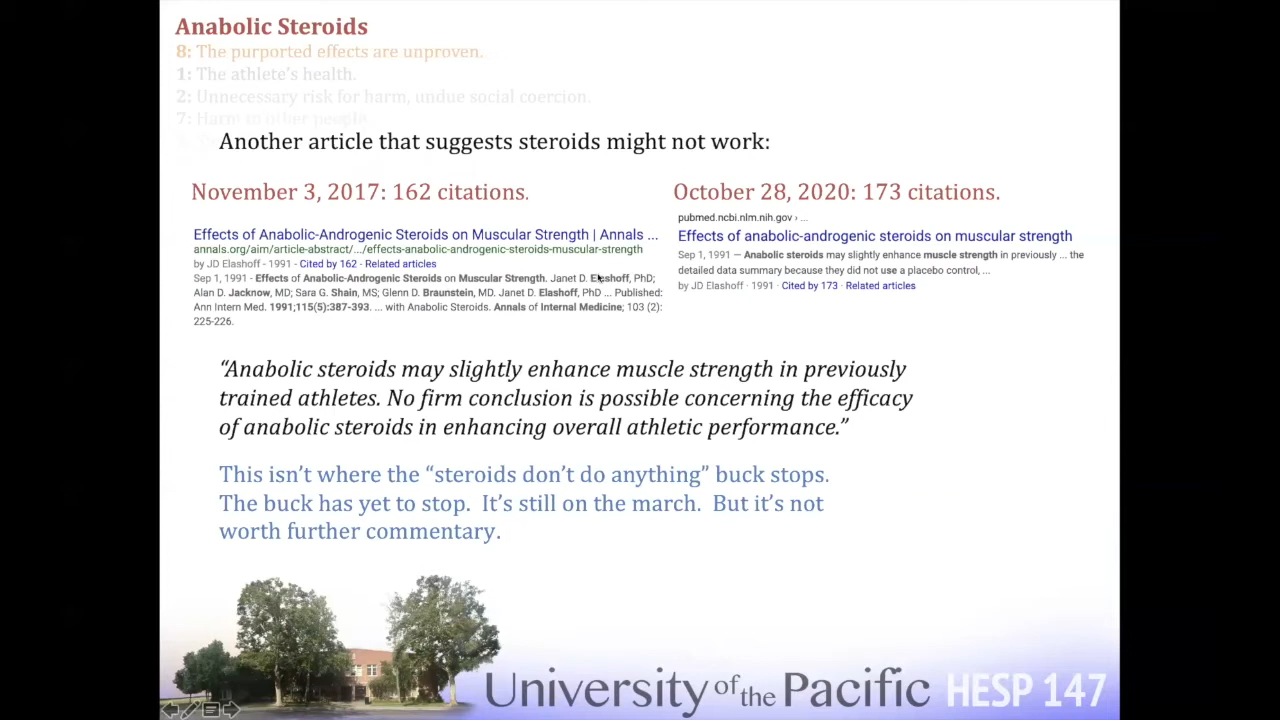 Anabolic Steroids
8: The purported effects are unproven.
1: The athlete's health.
2: Unnecessary risk for harm, undue social coercion.
7: Harm to other people.
Another article that suggests steroids might not work:
November 3, 2017: 162 citations.
Effects of Anabolic-Androgenic Steroids on Muscular Strength | Annals ...
annals.org/aim/article-abstract/.../effects-anabolic-androgenic-steroids-muscular-strength
by JD Elashoff - 1991 - Cited by 162 - Related articles
Sep 1, 1991 - Effects of Anabolic-Androgenic Steroids on Muscular Strength. Janet D. Elashoff, PhD;
Alan D. Jacknow, MD; Sara G. Shain, MS; Glenn D. Braunstein, MD. Janet D. Elashoff, PhD ... Published:
Ann Intern Med. 1991;115(5):387-393. ... with Anabolic Steroids. Annals of Internal Medicine; 103 (2):
225-226.
October 28, 2020: 173 citations.
pubmed.ncbi.nlm.nih.gov › ...
Effects of anabolic-androgenic steroids on muscular strength
Sep 1, 1991 — Anabolic steroids may slightly enhance muscle strength in previously ... the
detailed data summary because they did not use a placebo control, ...
by JD Elashoff · 1991 · Cited by 173 · Related articles
“Anabolic steroids may slightly enhance muscle strength in previously
trained athletes. No firm conclusion is possible concerning the efficacy
of anabolic steroids in enhancing overall athletic performance.”
This isn't where the “steroids don't do anything” buck stops.
The buck has yet to stop. It's still on the march. But it's not
worth further commentary.
University of the Pacific HESP 147